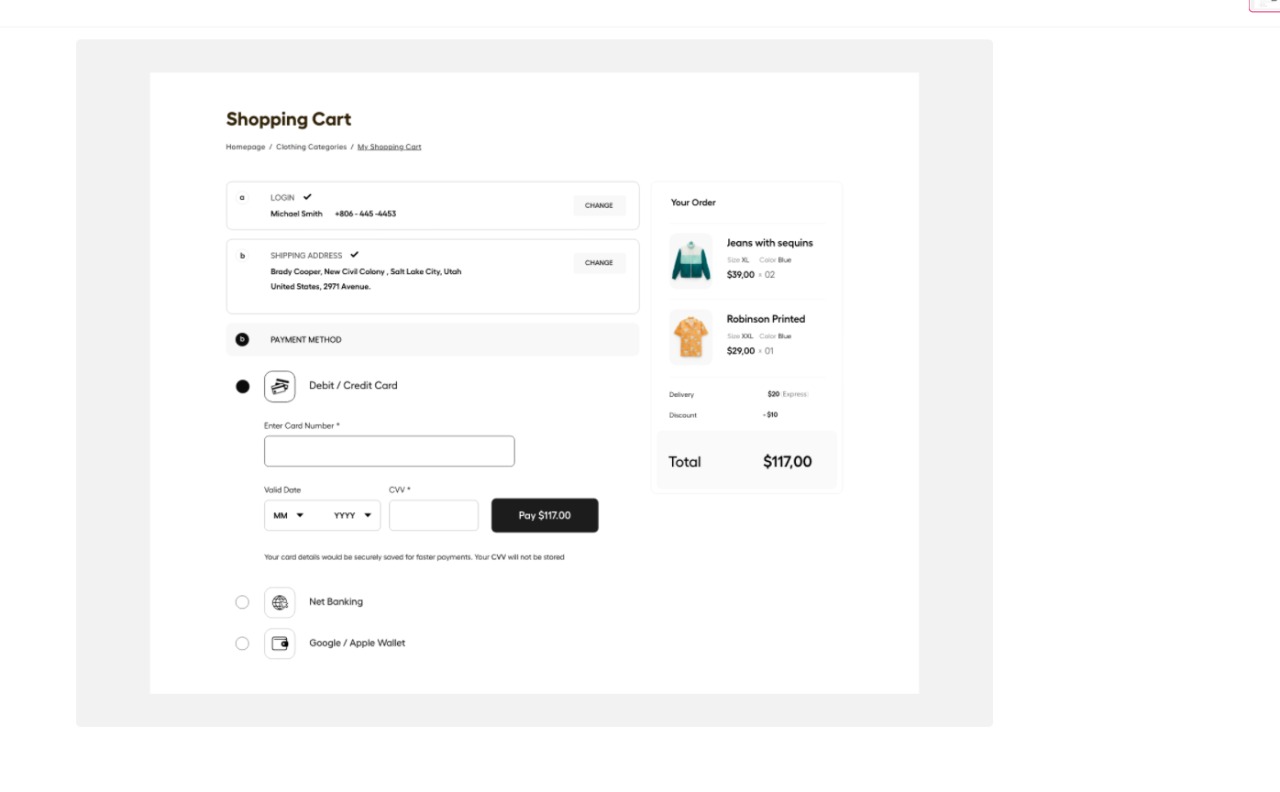 Shopping Cart
Homepage / Clothing Categories / My Shopping Cart
a
LOGIN
CHANGE
Michael Smith +806 - 445 -4453
b
SHIPPING ADDRESS
CHANGE
Brady Cooper, New Civil Colony , Salt Lake City, Utah
United States, 2971 Avenue.
b
PAYMENT METHOD
Debit / Credit Card
Enter Card Number *
Valid Date
CVV *
MM
YYYY
Pay $117.00
Your card details would be securely saved for faster payments. Your CVV will not be stored
Net Banking
Google / Apple Wallet
Your Order
Jeans with sequins
Size XL Color Blue
$39,00 × 02
Robinson Printed
Size XXL Color Blue
$29,00 × 01
Delivery $20 (Express)
Discount - $10
Total $117,00